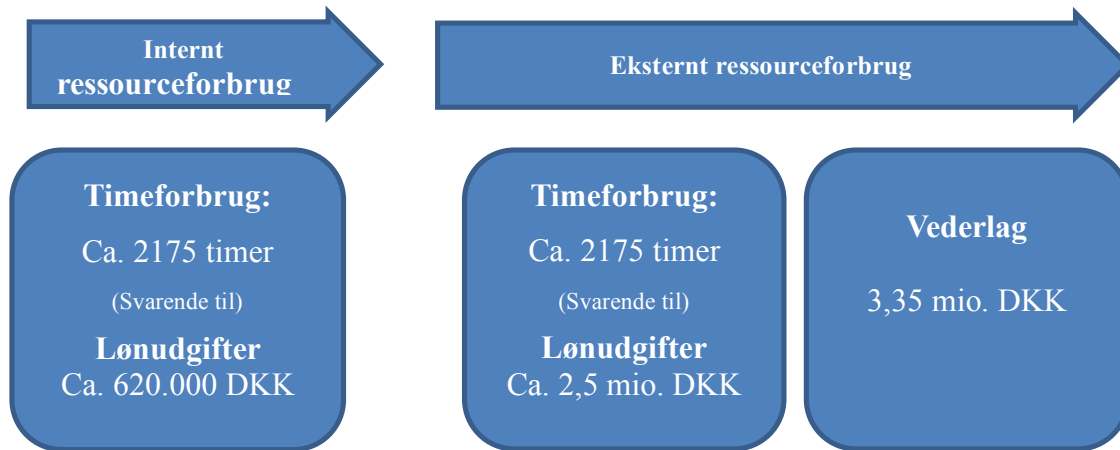 Internt
ressourceforbrug
Eksternt ressourceforbrug
Timeforbrug:
Ca. 2175 timer
(Svarende til)
Lønudgifter
Ca. 620.000 DKK
Timeforbrug:
Ca. 2175 timer
(Svarende til)
Lønudgifter
Ca. 2,5 mio. DKK
Vederlag
3,35 mio. DKK